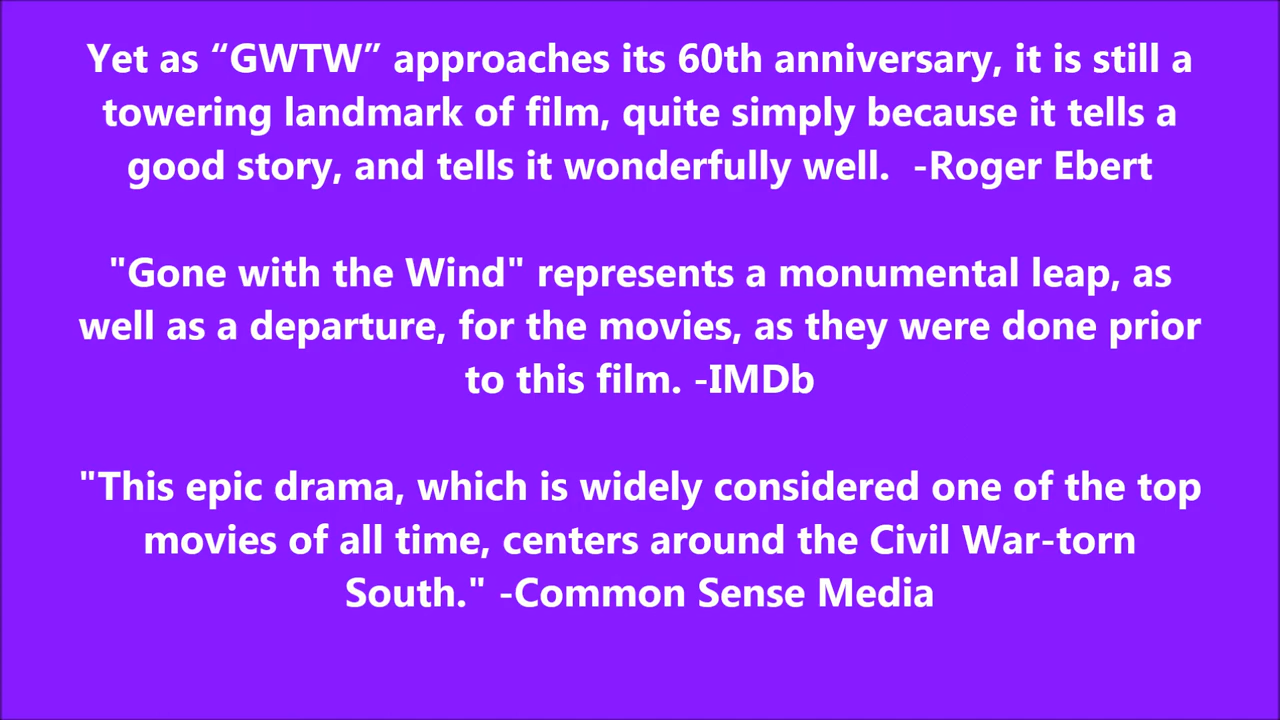 Yet as “GWTW” approaches its 60th anniversary, it is still a
towering landmark of film, quite simply because it tells a
good story, and tells it wonderfully well.  -Roger Ebert
"Gone with the Wind" represents a monumental leap, as
well as a departure, for the movies, as they were done prior
to this film. -IMDb
"This epic drama, which is widely considered one of the top
movies of all time, centers around the Civil War-torn
South." -Common Sense Media